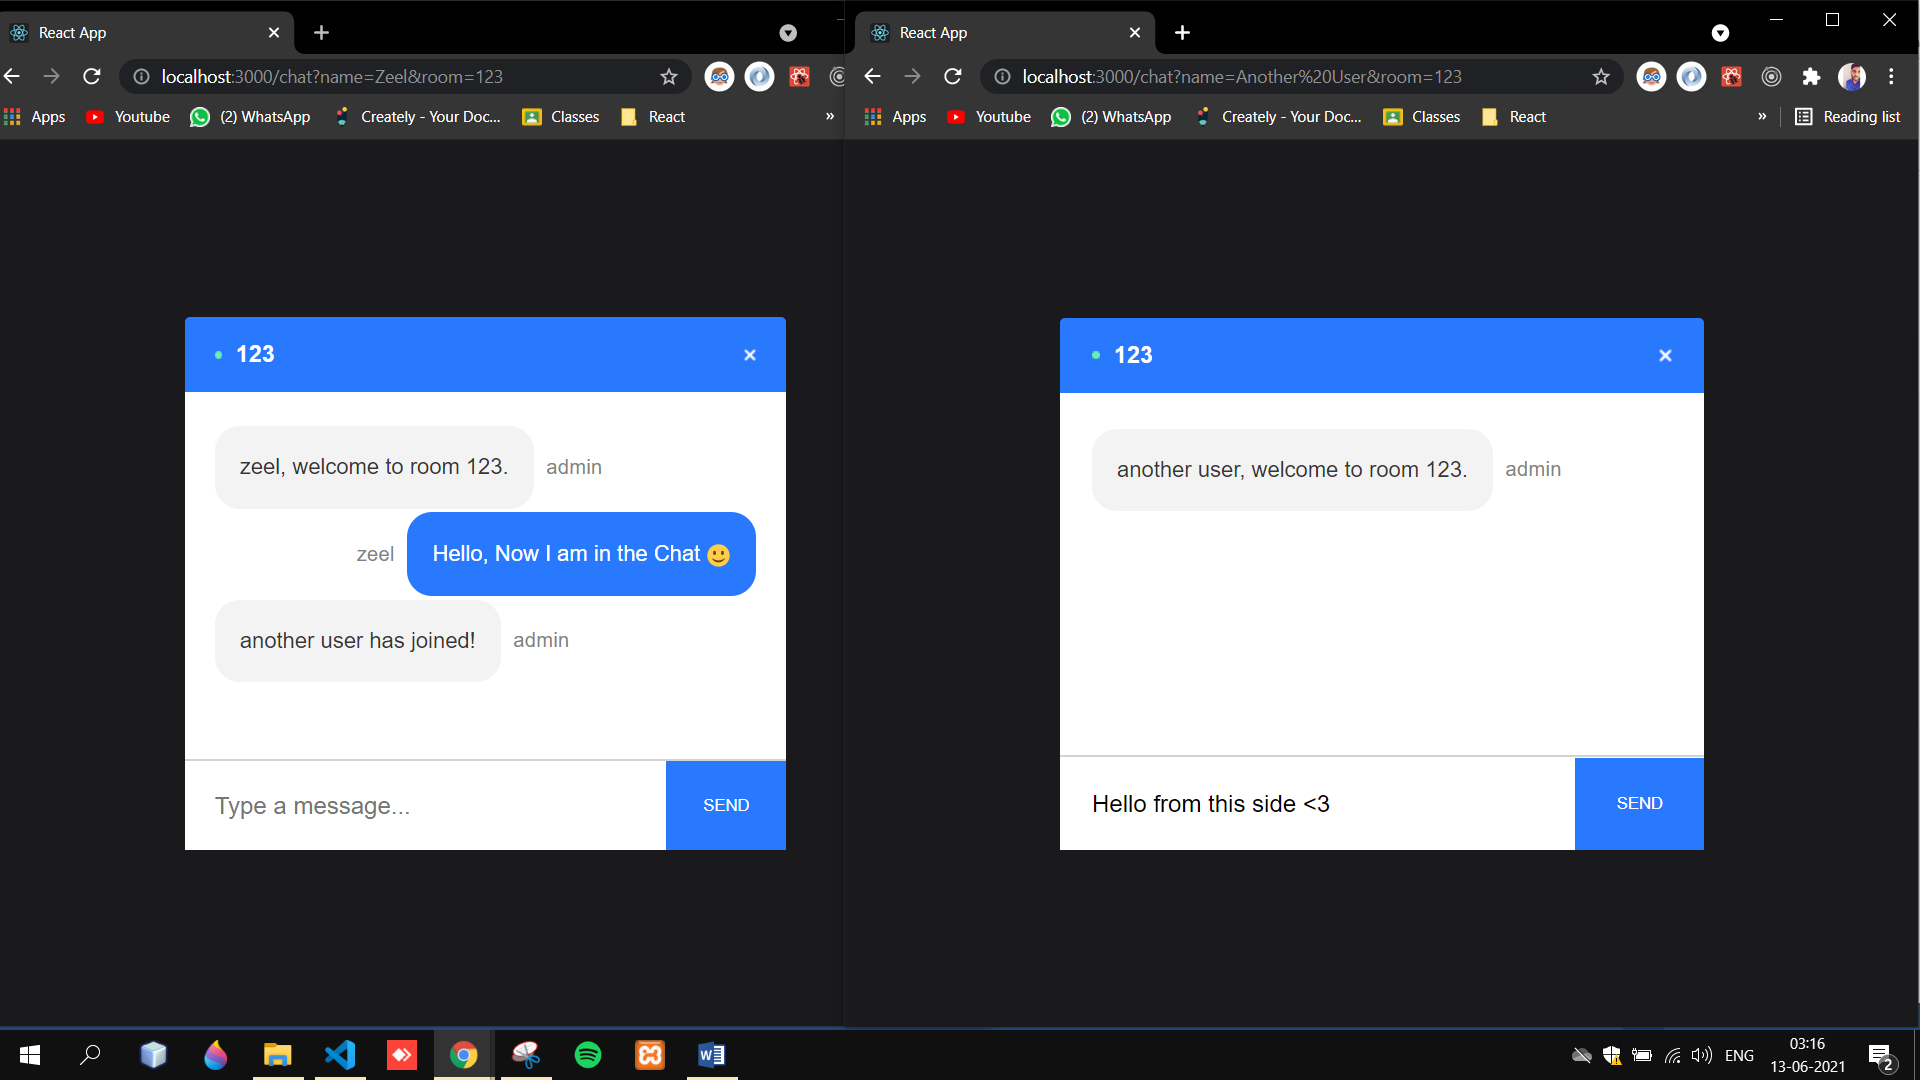 React App
localhost:3000/chat?name=Zeel&room=123
Apps Youtube (2) WhatsApp Creately - Your Doc... Classes React »
123
zeel, welcome to room 123. admin
zeel Hello, Now I am in the Chat 🙂
another user has joined! admin
Type a message... SEND
React App
localhost:3000/chat?name=Another%20User&room=123
Apps Youtube (2) WhatsApp Creately - Your Doc... Classes React » Reading list
123
another user, welcome to room 123. admin
Hello from this side <3 SEND
ENG
03:16
13-06-2021
2